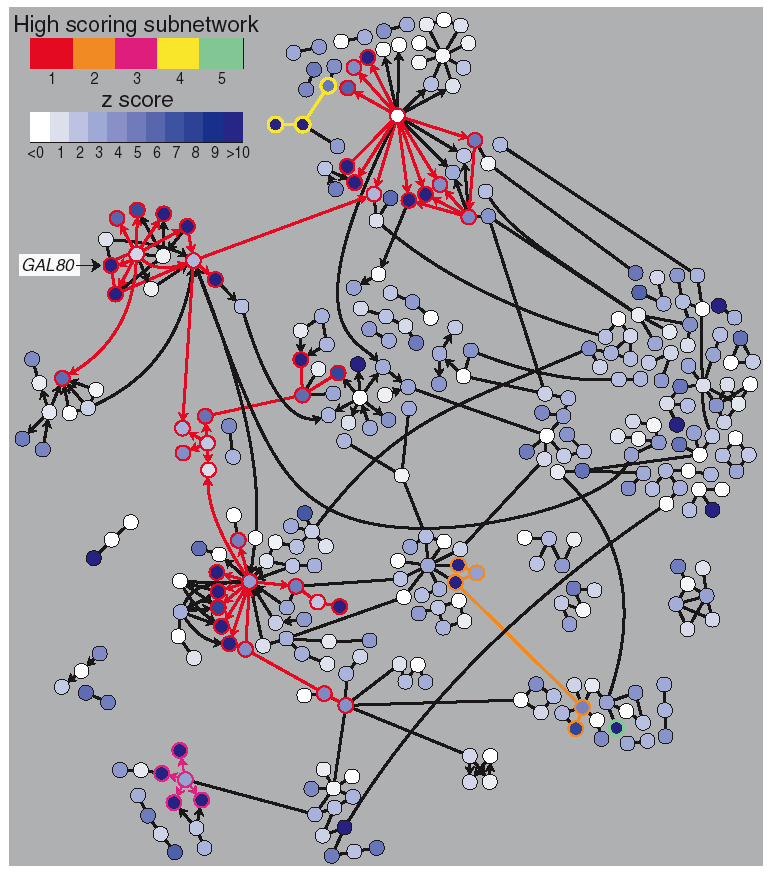 High scoring subnetwork
1 2 3 4 5
z score
<0 1 2 3 4 5 6 7 8 9 >10
GAL80